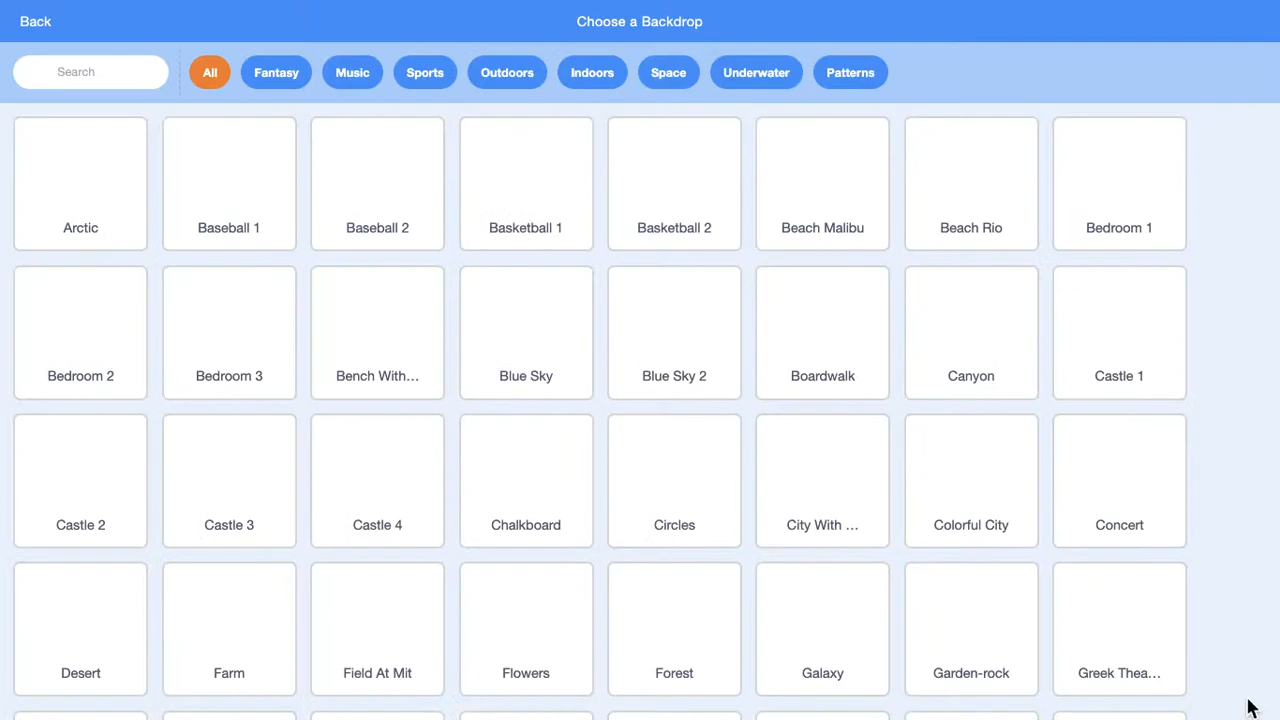 Back
Choose a Backdrop
Search
All
Fantasy
Music
Sports
Outdoors
Indoors
Space
Underwater
Patterns
Arctic
Baseball 1
Baseball 2
Basketball 1
Basketball 2
Beach Malibu
Beach Rio
Bedroom 1
Bedroom 2
Bedroom 3
Bench With...
Blue Sky
Blue Sky 2
Boardwalk
Canyon
Castle 1
Castle 2
Castle 3
Castle 4
Chalkboard
Circles
City With ...
Colorful City
Concert
Desert
Farm
Field At Mit
Flowers
Forest
Galaxy
Garden-rock
Greek Thea...